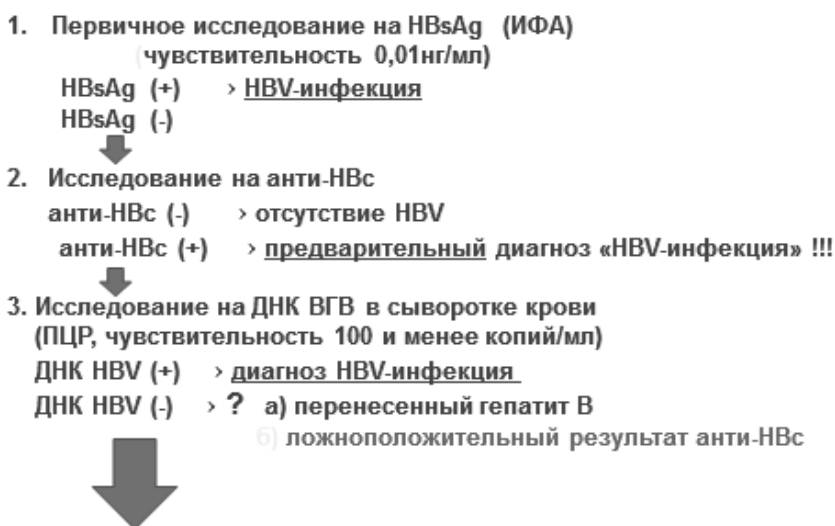 1. Первичное исследование на HBsAg (ИФА)
(чувствительность 0,01нг/мл)
HBsAg (+) › HBV-инфекция
HBsAg (-)
2. Исследование на анти-HBc
анти-HBc (-) › отсутствие HBV
анти-HBc (+) › предварительный диагноз «HBV-инфекция» !!!
3. Исследование на ДНК ВГВ в сыворотке крови
(ПЦР, чувствительность 100 и менее копий/мл)
ДНК HBV (+) › диагноз HBV-инфекция
ДНК HBV (-) › ? а) перенесенный гепатит В
б) ложноположительный результат анти-HBc